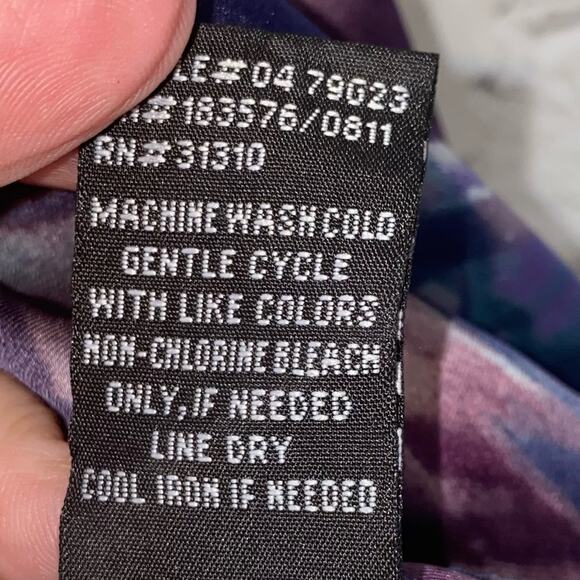 LE# 04 79G23
# 183576/0811
RN# 31310
MACHINE WASH COLD
GENTLE CYCLE
WITH LIKE COLORS
NON-CHLORINE BLEACH
ONLY, IF NEEDED
LINE DRY
COOL IRON IF NEEDED